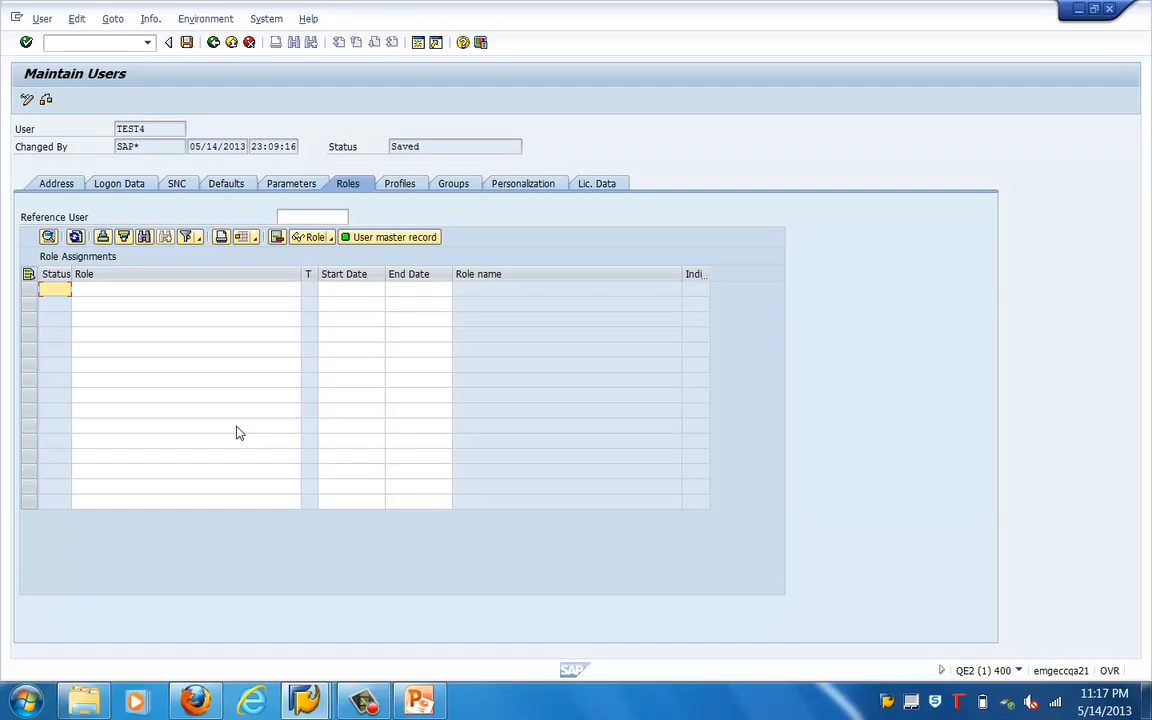 User Edit Goto Info. Environment System Help
Maintain Users
User TEST4
Changed By SAP* 05/14/2013 23:09:16 Status Saved
Address Logon Data SNC Defaults Parameters Roles Profiles Groups Personalization Lic. Data
Reference User
Role User master record
Role Assignments
Status Role T Start Date End Date Role name Indi...
SAP QE2 (1) 400 emgeccqa21 OVR
11:17 PM
5/14/2013